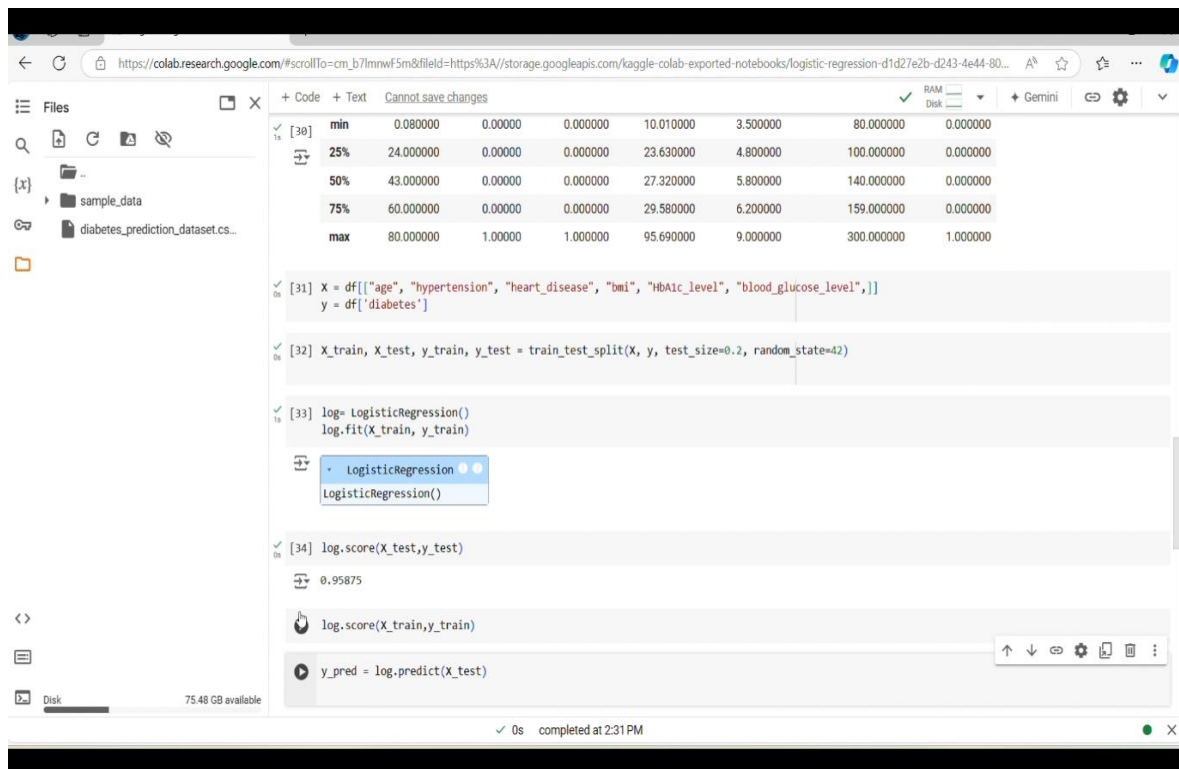 https://colab.research.google.com/#scrollTo=cm_b7lmnwF5m&fileId=https%3A//storage.googleapis.com/kaggle-colab-exported-notebooks/logistic-regression-d1d27e2b-d243-4e44-80...
Files
+ Code + Text Cannot save changes
RAM
Disk
Gemini
[30] min 0.080000 0.00000 0.000000 10.010000 3.500000 80.000000 0.000000
1s
25% 24.000000 0.00000 0.000000 23.630000 4.800000 100.000000 0.000000
..
50% 43.000000 0.00000 0.000000 27.320000 5.800000 140.000000 0.000000
{x}
sample_data
75% 60.000000 0.00000 0.000000 29.580000 6.200000 159.000000 0.000000
diabetes_prediction_dataset.cs...
max 80.000000 1.00000 1.000000 95.690000 9.000000 300.000000 1.000000
[31] X = df[["age", "hypertension", "heart_disease", "bmi", "HbA1c_level", "blood_glucose_level",]]
0s
y = df['diabetes']
[32] X_train, X_test, y_train, y_test = train_test_split(X, y, test_size=0.2, random_state=42)
0s
[33] log= LogisticRegression()
1s
log.fit(X_train, y_train)
LogisticRegression
LogisticRegression()
[34] log.score(X_test,y_test)
0s
0.95875
<>
log.score(X_train,y_train)
y_pred = log.predict(X_test)
Disk 75.48 GB available
0s completed at 2:31 PM